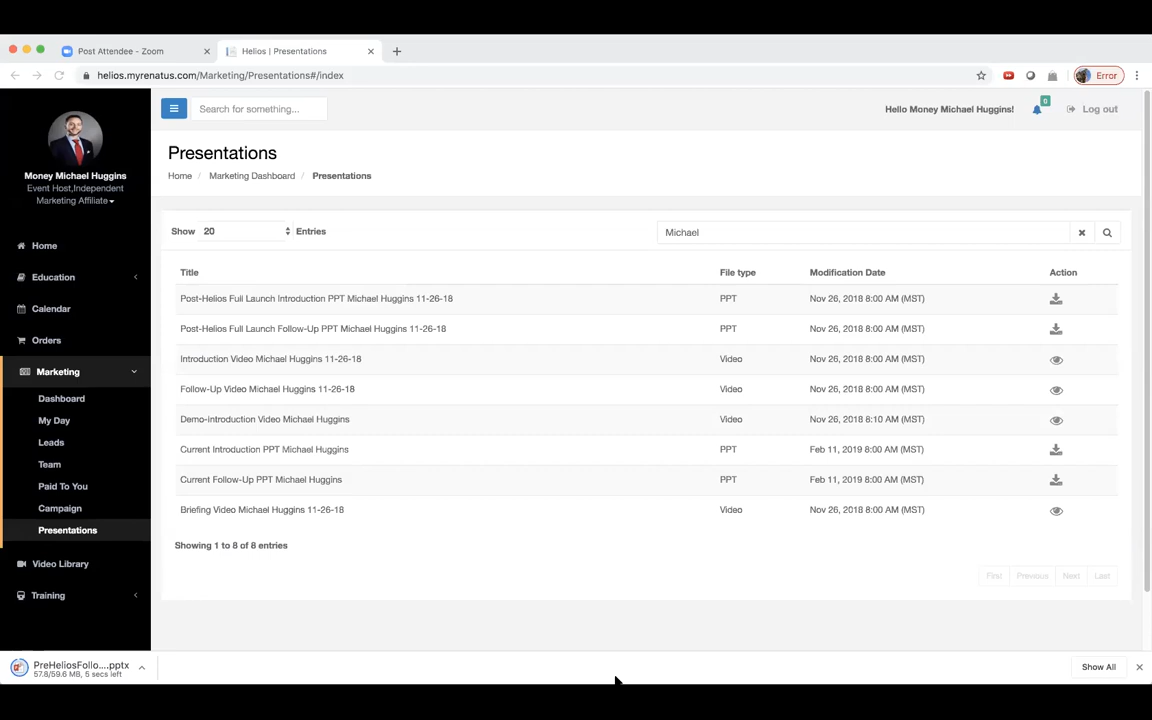 Post Attendee - Zoom
Helios | Presentations
helios.myrenatus.com/Marketing/Presentations#/index
Error
Search for something...
Hello Money Michael Huggins!
0
Log out
Money Michael Huggins
Event Host,Independent
Marketing Affiliate
Home
Education
Calendar
Orders
Marketing
Dashboard
My Day
Leads
Team
Paid To You
Campaign
Presentations
Video Library
Training
Presentations
Home / Marketing Dashboard / Presentations
Show 20 Entries
Michael
Title File type Modification Date Action
Post-Helios Full Launch Introduction PPT Michael Huggins 11-26-18 PPT Nov 26, 2018 8:00 AM (MST)
Post-Helios Full Launch Follow-Up PPT Michael Huggins 11-26-18 PPT Nov 26, 2018 8:00 AM (MST)
Introduction Video Michael Huggins 11-26-18 Video Nov 26, 2018 8:00 AM (MST)
Follow-Up Video Michael Huggins 11-26-18 Video Nov 26, 2018 8:00 AM (MST)
Demo-introduction Video Michael Huggins Video Nov 26, 2018 8:10 AM (MST)
Current Introduction PPT Michael Huggins PPT Feb 11, 2019 8:00 AM (MST)
Current Follow-Up PPT Michael Huggins PPT Feb 11, 2019 8:00 AM (MST)
Briefing Video Michael Huggins 11-26-18 Video Nov 26, 2018 8:00 AM (MST)
Showing 1 to 8 of 8 entries
First Previous Next Last
PreHeliosFollo....pptx
57.8/59.6 MB, 5 secs left
Show All